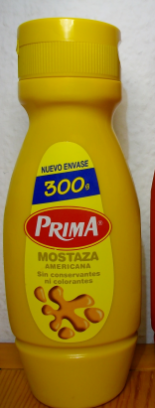 NUEVO ENVASE
300g
PRIMA®
MOSTAZA
AMERICANA
Sin conservantes
ni colorantes